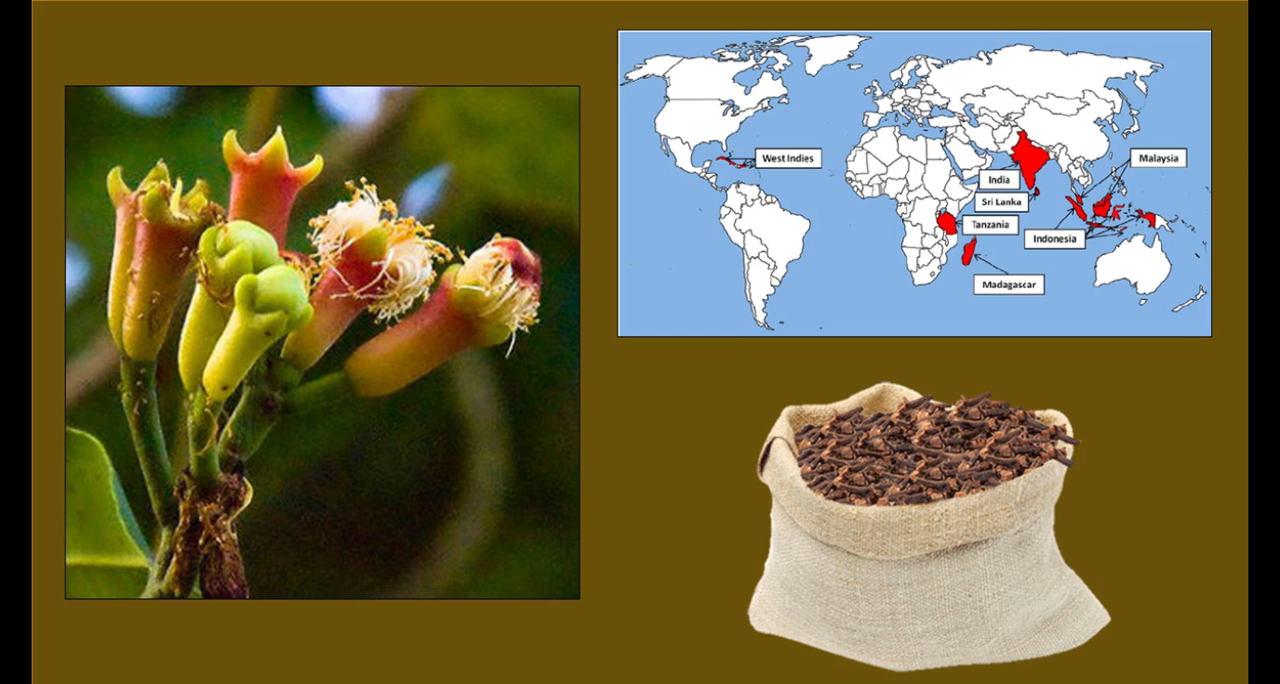 West Indies
Malaysia
India
Sri Lanka
Tanzania
Indonesia
Madagascar